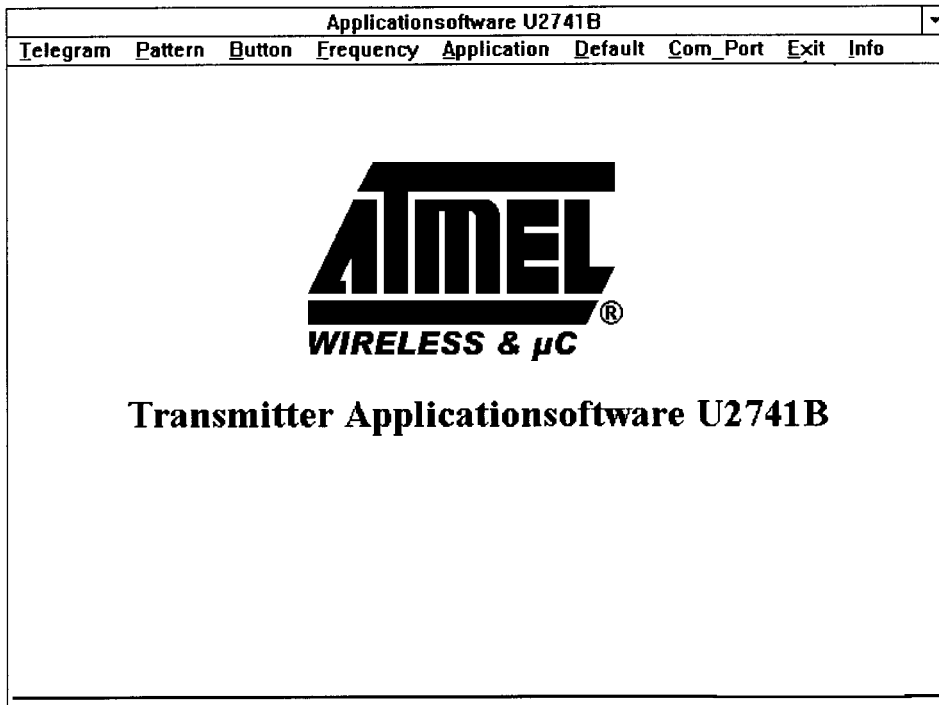 Applicationsoftware U2741B
Telegram Pattern Button Frequency Application Default Com_Port Exit Info
ATMEL
®
WIRELESS & µC
Transmitter Applicationsoftware U2741B